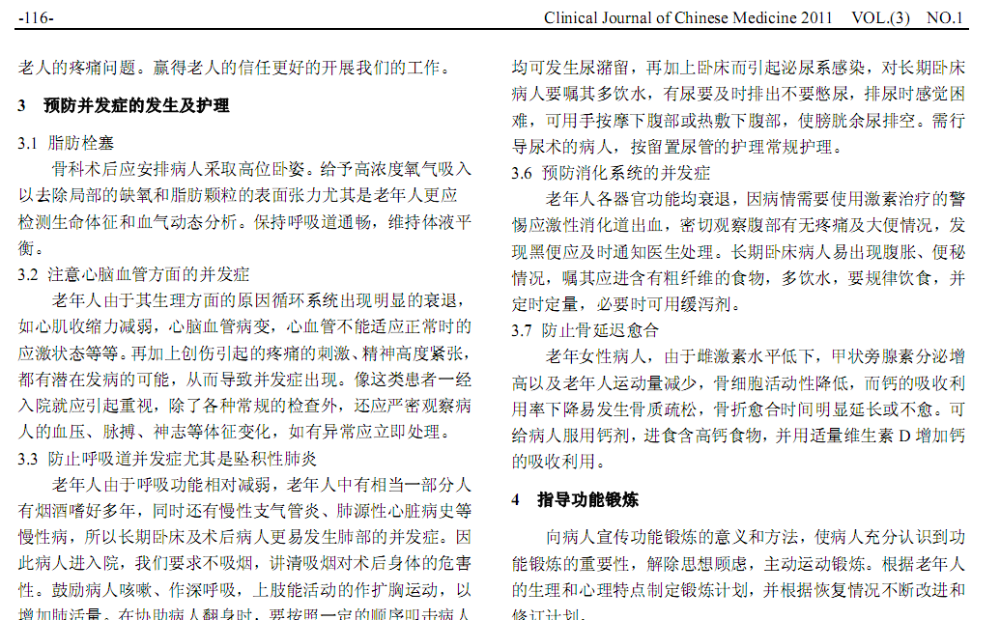 -116-
Clinical Journal of Chinese Medicine 2011 VOL.(3) NO.1
老人的疼痛问题。赢得老人的信任更好的开展我们的工作。
3 预防并发症的发生及护理
3.1 脂肪栓塞
骨科术后应安排病人采取高位卧姿。给予高浓度氧气吸入
以去除局部的缺氧和脂肪颗粒的表面张力尤其是老年人更应
检测生命体征和血气动态分析。保持呼吸道通畅，维持体液平
衡。
3.2 注意心脑血管方面的并发症
老年人由于其生理方面的原因循环系统出现明显的衰退，
如心肌收缩力减弱，心脑血管病变，心血管不能适应正常时的
应激状态等等。再加上创伤引起的疼痛的刺激、精神高度紧张，
都有潜在发病的可能，从而导致并发症出现。像这类患者一经
入院就应引起重视，除了各种常规的检查外，还应严密观察病
人的血压、脉搏、神志等体征变化，如有异常应立即处理。
3.3 防止呼吸道并发症尤其是坠积性肺炎
老年人由于呼吸功能相对减弱，老年人中有相当一部分人
有烟酒嗜好多年，同时还有慢性支气管炎、肺源性心脏病史等
慢性病，所以长期卧床及术后病人更易发生肺部的并发症。因
此病人进入院，我们要求不吸烟，讲清吸烟对术后身体的危害
性。鼓励病人咳嗽、作深呼吸，上肢能活动的作扩胸运动，以
增加肺活量。在协助病人翻身时，要按照一定的顺序叩击病人
均可发生尿潴留，再加上卧床而引起泌尿系感染，对长期卧床
病人要嘱其多饮水，有尿要及时排出不要憋尿，排尿时感觉困
难，可用手按摩下腹部或热敷下腹部，使膀胱余尿排空。需行
导尿术的病人，按留置尿管的护理常规护理。
3.6 预防消化系统的并发症
老年人各器官功能均衰退，因病情需要使用激素治疗的警
惕应激性消化道出血，密切观察腹部有无疼痛及大便情况，发
现黑便应及时通知医生处理。长期卧床病人易出现腹胀、便秘
情况，嘱其应进含有粗纤维的食物，多饮水，要规律饮食，并
定时定量，必要时可用缓泻剂。
3.7 防止骨延迟愈合
老年女性病人，由于雌激素水平低下，甲状旁腺素分泌增
高以及老年人运动量减少，骨细胞活动性降低，而钙的吸收利
用率下降易发生骨质疏松，骨折愈合时间明显延长或不愈。可
给病人服用钙剂，进食含高钙食物，并用适量维生素 D 增加钙
的吸收利用。
4 指导功能锻炼
向病人宣传功能锻炼的意义和方法，使病人充分认识到功
能锻炼的重要性，解除思想顾虑，主动运动锻炼。根据老年人
的生理和心理特点制定锻炼计划，并根据恢复情况不断改进和
修订计划。